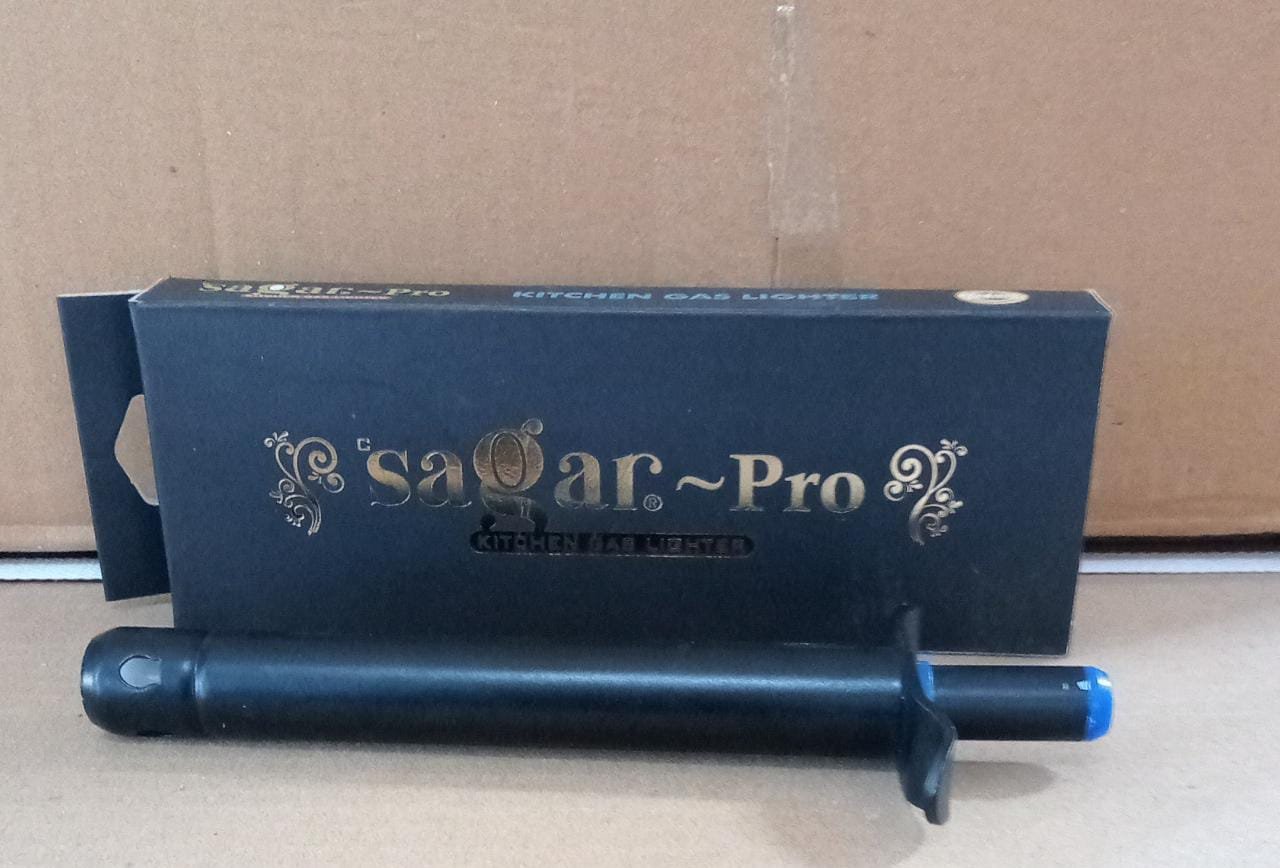 sagar~Pro KITCHEN GAS LIGHTER
C sagar® ~Pro
KITCHEN GAS LIGHTER